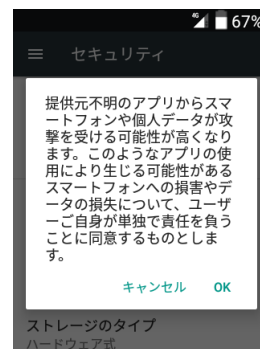 4G 67%
セキュリティ
提供元不明のアプリからスマ
ートフォンや個人データが攻
撃を受ける可能性が高くなり
ます。このようなアプリの使
用により生じる可能性がある
スマートフォンへの損害やデ
ータの損失について、ユーザ
ーご自身が単独で責任を負う
ことに同意するものとしま
す。
キャンセル OK
ストレージのタイプ
ハードウェア式